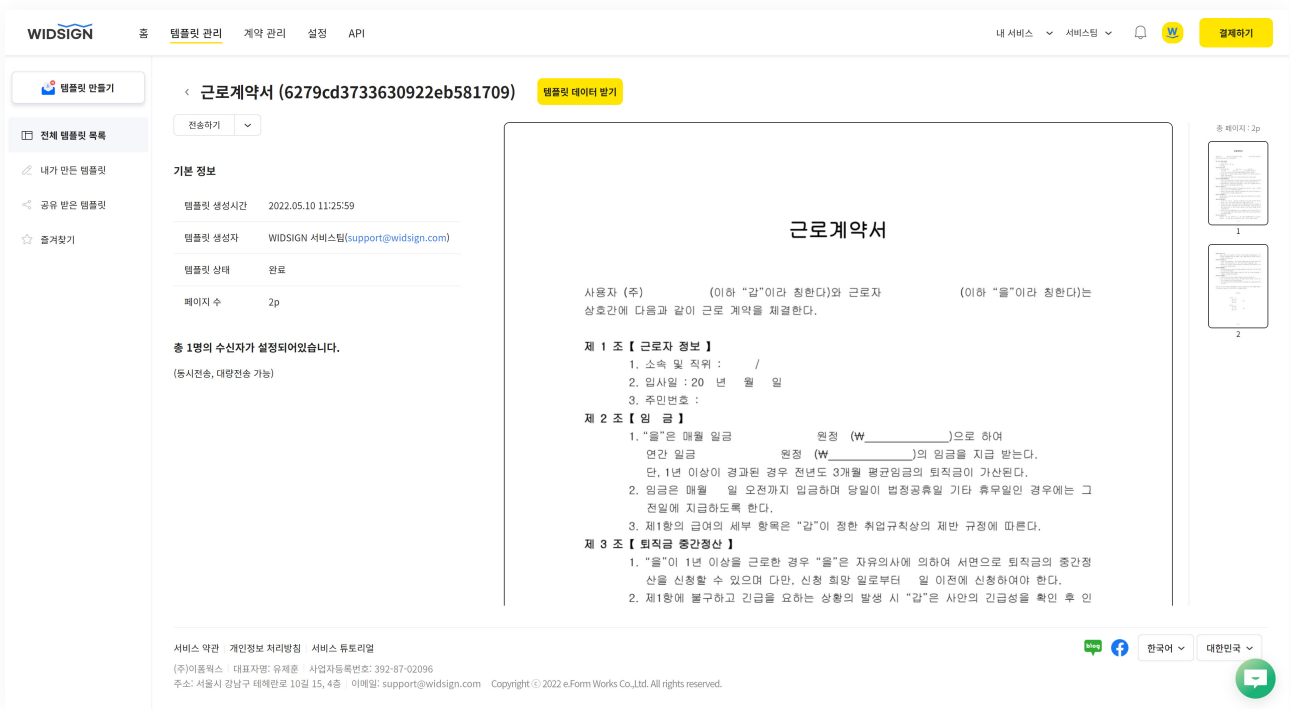 WIDSIGN
홈 템플릿 관리 계약 관리 설정 API
내 서비스 서비스팀 W 결제하기
템플릿 만들기
전체 템플릿 목록
내가 만든 템플릿
공유 받은 템플릿
즐겨찾기
근로계약서 (6279cd3733630922eb581709) 템플릿 데이터 받기
전송하기
기본 정보
템플릿 생성시간 2022.05.10 11:25:59
템플릿 생성자 WIDSIGN 서비스팀(support@widsign.com)
템플릿 상태 완료
페이지 수 2p
총 1명의 수신자가 설정되어있습니다.
(동시전송, 대량전송 가능)
근로계약서
사용자 (주) (이하 “갑”이라 칭한다)와 근로자 (이하 “을”이라 칭한다)는
상호간에 다음과 같이 근로 계약을 체결한다.
제 1 조【 근로자 정보 】
1. 소속 및 직위 : /
2. 입사일 : 20 년 월 일
3. 주민번호 :
제 2 조【 임 금 】
1. “을”은 매월 일금 원정 (₩_____________)으로 하여
연간 일금 원정 (₩_____________)의 임금을 지급 받는다.
단, 1년 이상이 경과된 경우 전년도 3개월 평균임금의 퇴직금이 가산된다.
2. 임금은 매월 일 오전까지 입금하며 당일이 법정공휴일 기타 휴무일인 경우에는 그
전일에 지급하도록 한다.
3. 제1항의 급여의 세부 항목은 “갑”이 정한 취업규칙상의 제반 규정에 따른다.
제 3 조【 퇴직금 중간정산 】
1. “을”이 1년 이상을 근로한 경우 “을”은 자유의사에 의하여 서면으로 퇴직금의 중간정
산을 신청할 수 있으며 다만, 신청 희망 일로부터 일 이전에 신청하여야 한다.
2. 제1항에 불구하고 긴급을 요하는 상황의 발생 시 “갑”은 사안의 긴급성을 확인 후 인
총 페이지 : 2p
1
2
서비스 약관 개인정보 처리방침 서비스 튜토리얼
(주)이폼웍스 대표자명: 유제훈 사업자등록번호: 392-87-02096
주소: 서울시 강남구 테헤란로 10길 15, 4층 이메일: support@widsign.com Copyright ⓒ 2022 e.Form Works Co.,Ltd. All rights reserved.
blog
한국어 대한민국